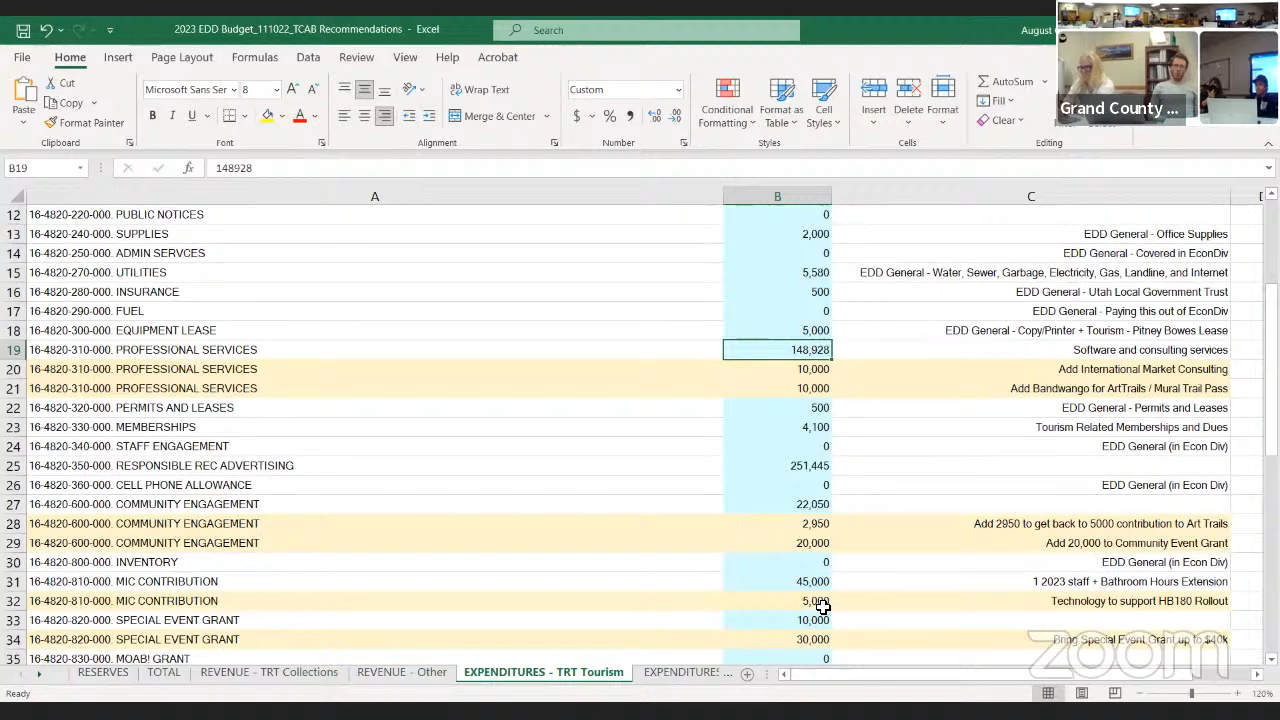 2023 EDD Budget_111022_TCAB Recommendations - Excel
Search
August
File Home Insert Page Layout Formulas Data Review View Help Acrobat
Paste
Cut
Copy
Format Painter
Clipboard
Microsoft Sans Ser 8
B I U
Font
Wrap Text
Merge & Center
Alignment
Custom
$ % ,
Number
Conditional Formatting
Format as Table
Cell Styles
Styles
Insert
Delete
Format
Cells
AutoSum
Fill
Clear
Editing
Grand County ...
B19 fx 148928
A B C
12 16-4820-220-000. PUBLIC NOTICES 0
13 16-4820-240-000. SUPPLIES 2,000 EDD General - Office Supplies
14 16-4820-250-000. ADMIN SERVCES 0 EDD General - Covered in EconDiv
15 16-4820-270-000. UTILITIES 5,580 EDD General - Water, Sewer, Garbage, Electricity, Gas, Landline, and Internet
16 16-4820-280-000. INSURANCE 500 EDD General - Utah Local Government Trust
17 16-4820-290-000. FUEL 0 EDD General - Paying this out of EconDiv
18 16-4820-300-000. EQUIPMENT LEASE 5,000 EDD General - Copy/Printer + Tourism - Pitney Bowes Lease
19 16-4820-310-000. PROFESSIONAL SERVICES 148,928 Software and consulting services
20 16-4820-310-000. PROFESSIONAL SERVICES 10,000 Add International Market Consulting
21 16-4820-310-000. PROFESSIONAL SERVICES 10,000 Add Bandwango for ArtTrails / Mural Trail Pass
22 16-4820-320-000. PERMITS AND LEASES 500 EDD General - Permits and Leases
23 16-4820-330-000. MEMBERSHIPS 4,100 Tourism Related Memberships and Dues
24 16-4820-340-000. STAFF ENGAGEMENT 0 EDD General (in Econ Div)
25 16-4820-350-000. RESPONSIBLE REC ADVERTISING 251,445
26 16-4820-360-000. CELL PHONE ALLOWANCE 0 EDD General (in Econ Div)
27 16-4820-600-000. COMMUNITY ENGAGEMENT 22,050
28 16-4820-600-000. COMMUNITY ENGAGEMENT 2,950 Add 2950 to get back to 5000 contribution to Art Trails
29 16-4820-600-000. COMMUNITY ENGAGEMENT 20,000 Add 20,000 to Community Event Grant
30 16-4820-800-000. INVENTORY 0 EDD General (in Econ Div)
31 16-4820-810-000. MIC CONTRIBUTION 45,000 1 2023 staff + Bathroom Hours Extension
32 16-4820-810-000. MIC CONTRIBUTION 5,000 Technology to support HB180 Rollout
33 16-4820-820-000. SPECIAL EVENT GRANT 10,000
34 16-4820-820-000. SPECIAL EVENT GRANT 30,000 Bring Special Event Grant up to $40k
35 16-4820-830-000. MOAB! GRANT 0
zoom
RESERVES TOTAL REVENUE - TRT Collections REVENUE - Other EXPENDITURES - TRT Tourism EXPENDITURE: ...
Ready 120%